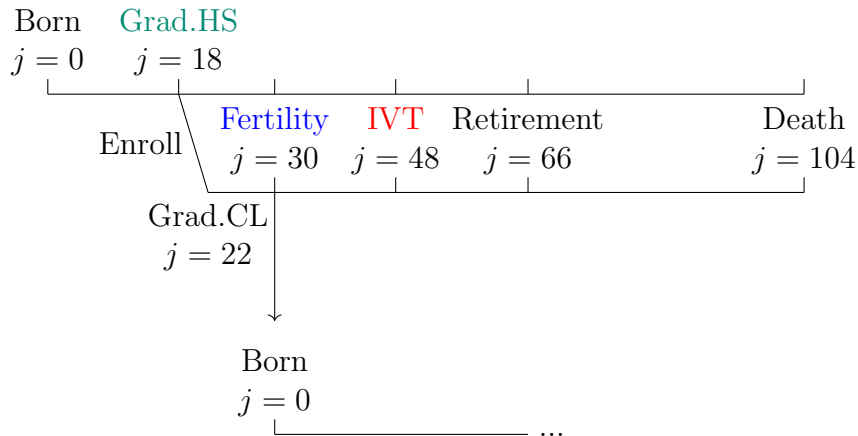 Born
j = 0
Grad.HS
j = 18
Enroll
Fertility
j = 30
IVT
j = 48
Retirement
j = 66
Death
j = 104
Grad.CL
j = 22
Born
j = 0
...